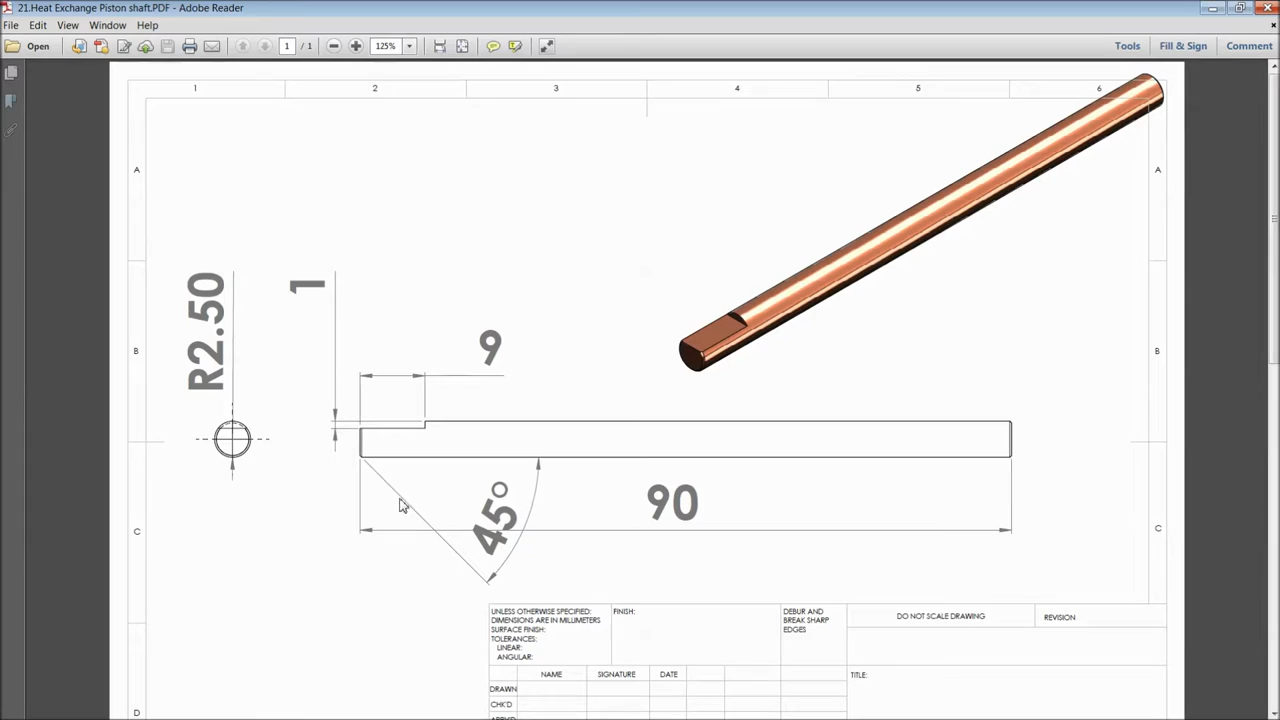 21.Heat Exchange Piston shaft.PDF - Adobe Reader
File Edit View Window Help
Open 1 / 1 125% Tools Fill & Sign Comment
1 2 3 4 5 6
A A
R2.50
1
9
B B
45°
90
C C
UNLESS OTHERWISE SPECIFIED:
DIMENSIONS ARE IN MILLIMETERS
SURFACE FINISH:
TOLERANCES:
LINEAR:
ANGULAR:
FINISH:
DEBUR AND
BREAK SHARP
EDGES
DO NOT SCALE DRAWING
REVISION
NAME SIGNATURE DATE
TITLE:
DRAWN
CHK'D
APPV'D
D